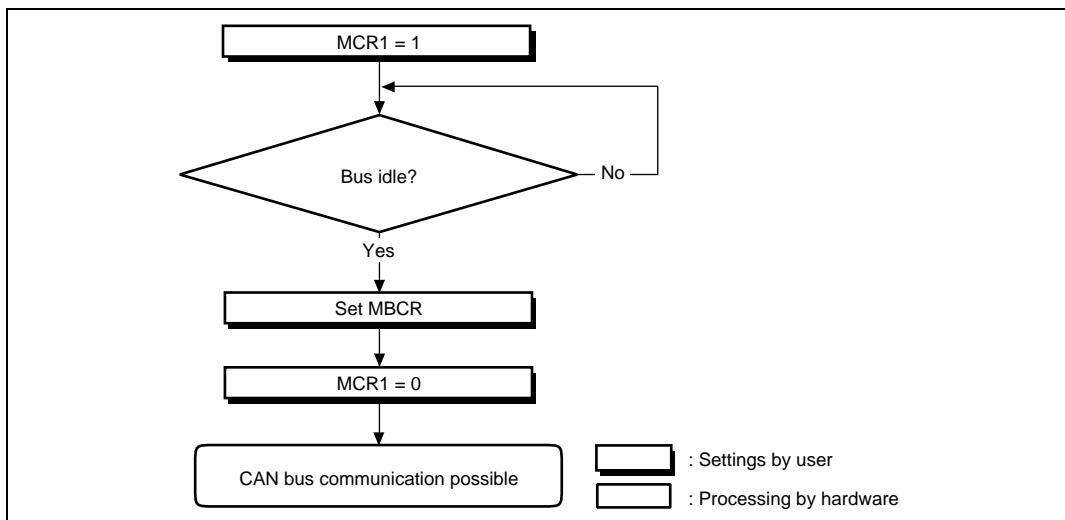 MCR1 = 1
Bus idle?
No
Yes
Set MBCR
MCR1 = 0
CAN bus communication possible
: Settings by user
: Processing by hardware